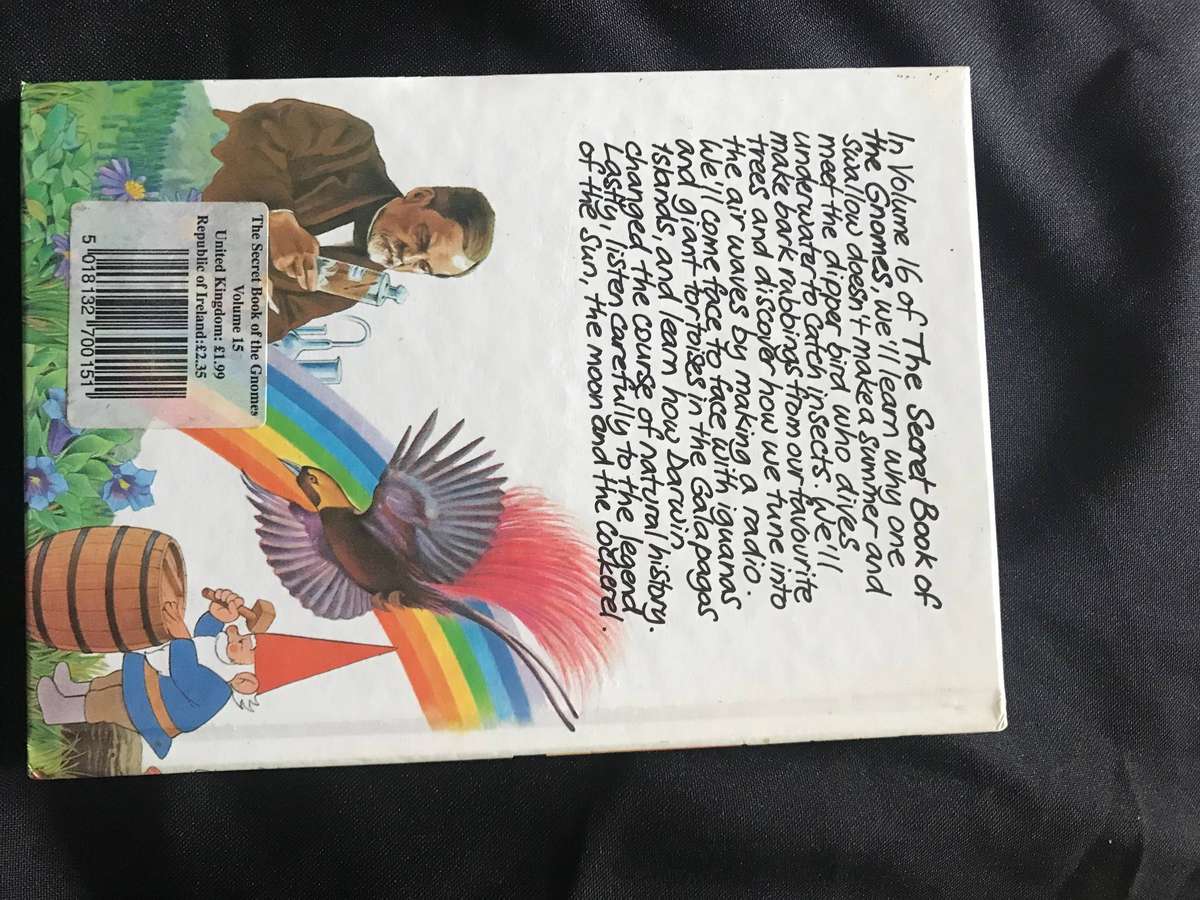 In Volume 16 of The Secret Book of
the Gnomes, we'll learn why one
Swallow doesn't make a summer and
meet the dipper bird who dives
underwater to catch insects. We'll
make bark rubbings from our favourite
trees and discover how we tune into
the air waves by making a radio.
We'll come face to face with iguanas
and giant tortoises in the Galapagos
Islands, and learn how Darwin
changed the course of natural history.
Lastly, listen carefully to the legend
of the sun, the moon and the cockerel.
The Secret Book of the Gnomes
Volume 15
United Kingdom: £1.99
Republic of Ireland:£2.35
5 018132 700151